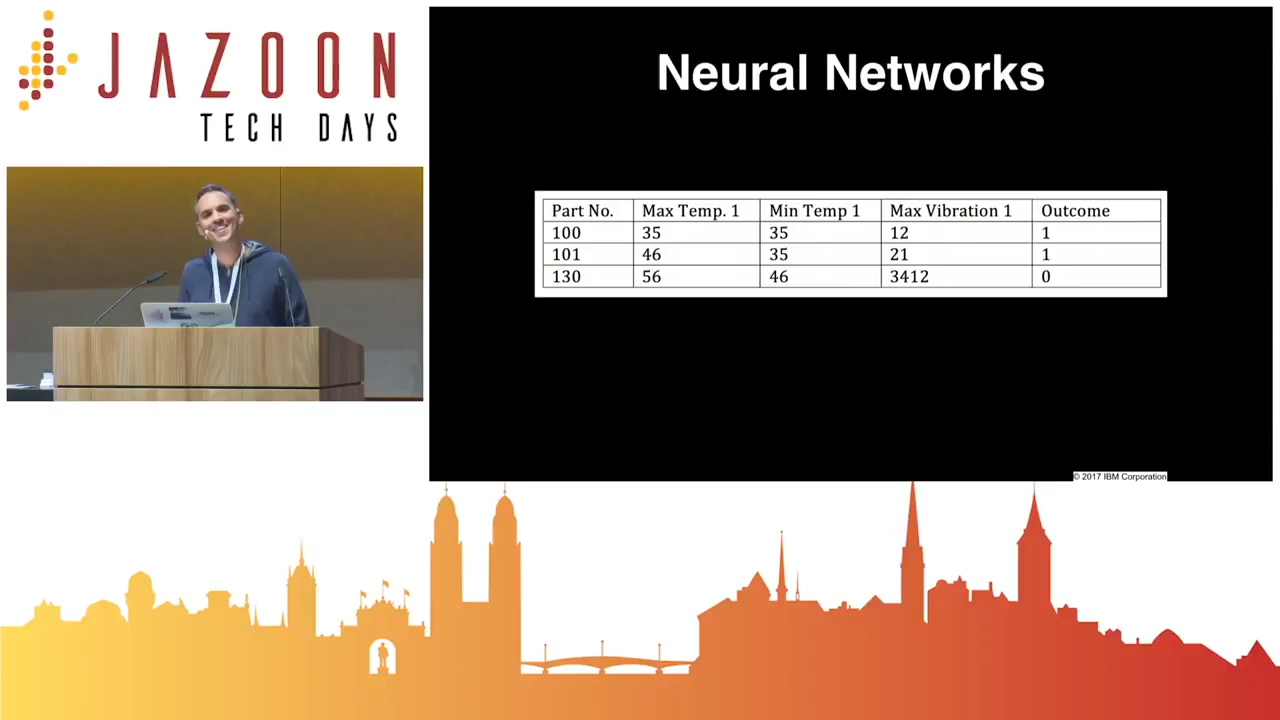 JAZOON
TECH DAYS
Neural Networks
Part No. Max Temp. 1 Min Temp 1 Max Vibration 1 Outcome
100 35 35 12 1
101 46 35 21 1
130 56 46 3412 0
© 2017 IBM Corporation